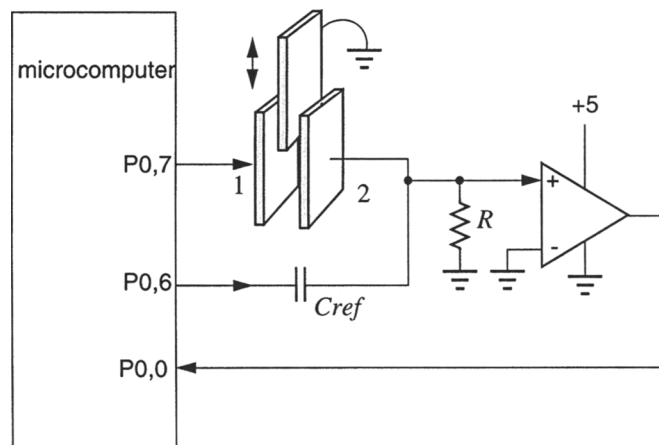 microcomputer
+5
P0,7
1
2
+
R
-
P0,6
Cref
P0,0